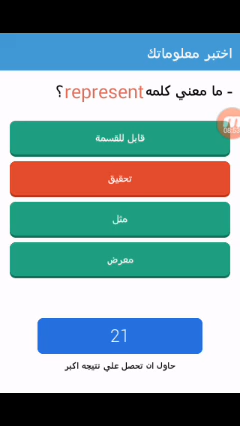 اختبر معلوماتك
- ما معني كلمه represent ؟
قابل للقسمة
تحقيق
مثل
معرض
21
حاول ان تحصل علي نتيجه اكبر